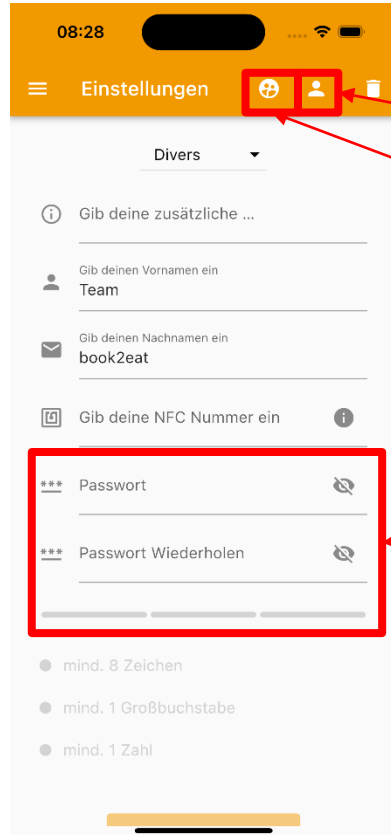 08:28
Einstellungen
Divers
Gib deine zusätzliche ...
Gib deinen Vornamen ein
Team
Gib deinen Nachnamen ein
book2eat
Gib deine NFC Nummer ein
*** Passwort
*** Passwort Wiederholen
mind. 8 Zeichen
mind. 1 Großbuchstabe
mind. 1 Zahl